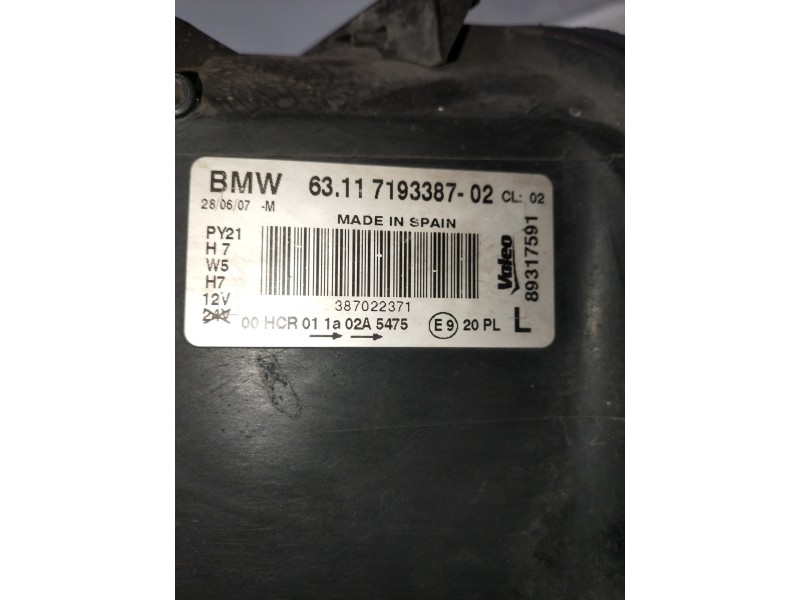 BMW 63.11 7193387-02 CL: 02
28/06/07 -M
MADE IN SPAIN
PY21
H7
W5
H7
12V
24V
387022371
00 HCR 01 1a 02A 5475 E9 20 PL
Valeo
89317591
L